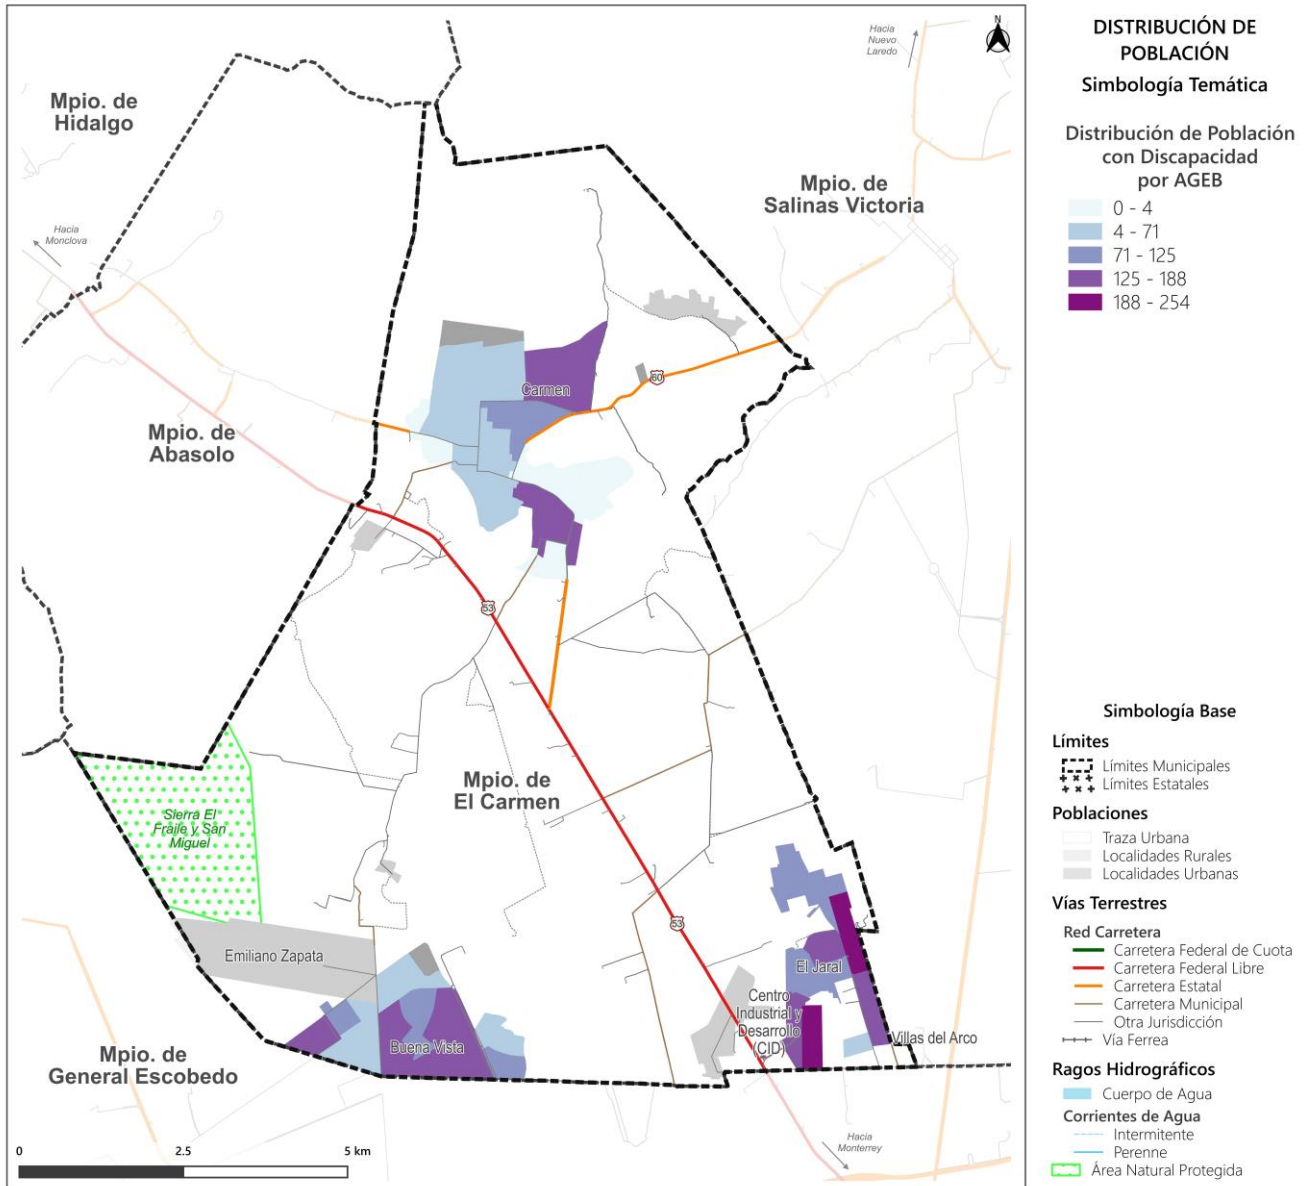 N
Hacia
Nuevo
Laredo
Mpio. de
Hidalgo
Mpio. de
Salinas Victoria
Hacia
Monclova
60
Carmen
Mpio. de
Abasolo
53
Mpio. de
El Carmen
Sierra El
Fraile y San
Miguel
53
Emiliano Zapata
El Jaral
Centro
Industrial y
Desarrollo
(CID)
Buena Vista
Villas del Arco
Mpio. de
General Escobedo
Hacia
Monterrey
0 2.5 5 km
DISTRIBUCIÓN DE
POBLACIÓN
Simbología Temática
Distribución de Población
con Discapacidad
por AGEB
0 - 4
4 - 71
71 - 125
125 - 188
188 - 254
Simbología Base
Límites
Límites Municipales
Límites Estatales
Poblaciones
Traza Urbana
Localidades Rurales
Localidades Urbanas
Vías Terrestres
Red Carretera
Carretera Federal de Cuota
Carretera Federal Libre
Carretera Estatal
Carretera Municipal
Otra Jurisdicción
Vía Ferrea
Ragos Hidrográficos
Cuerpo de Agua
Corrientes de Agua
Intermitente
Perenne
Área Natural Protegida